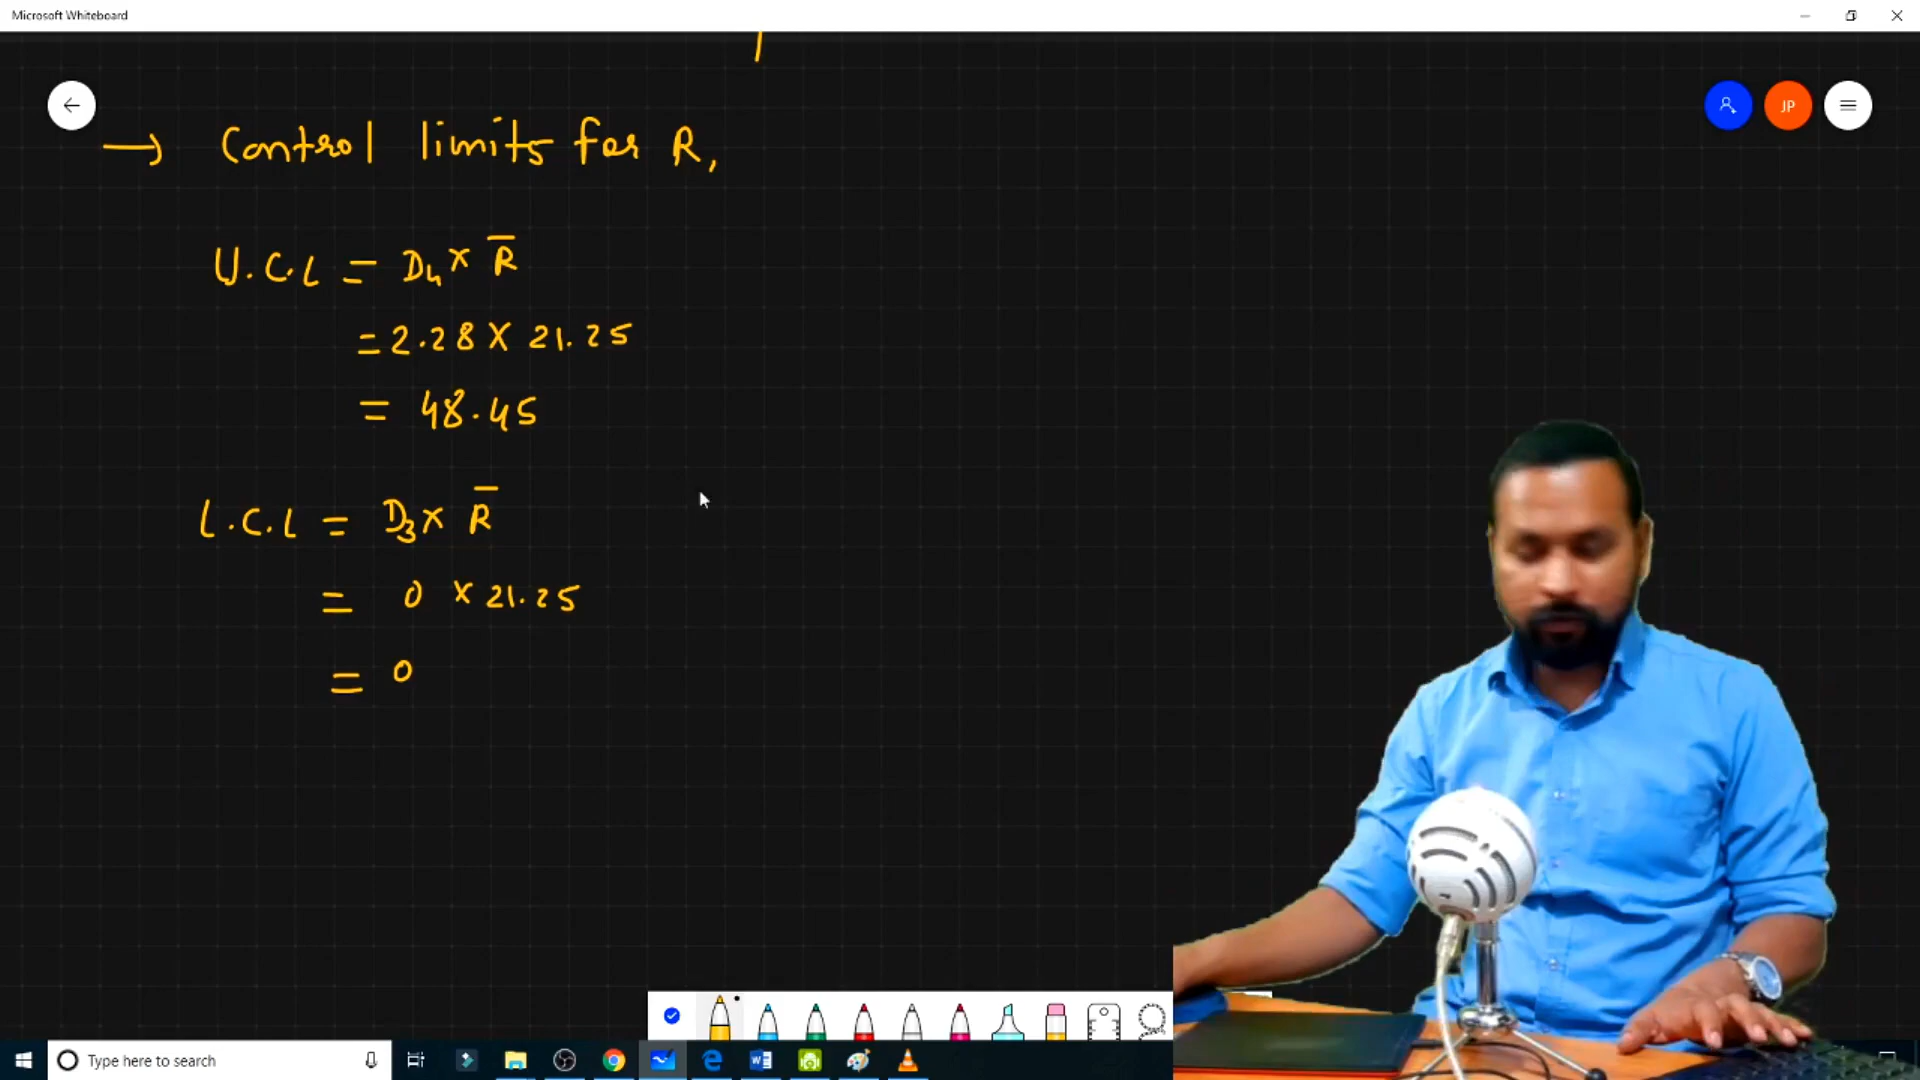 Microsoft Whiteboard
JP
→ Control limits for R,
U.C.L = D₄ × R̅
= 2.28 × 21.25
= 48.45
L.C.L = D₃ × R̅
= 0 × 21.25
= 0
Type here to search